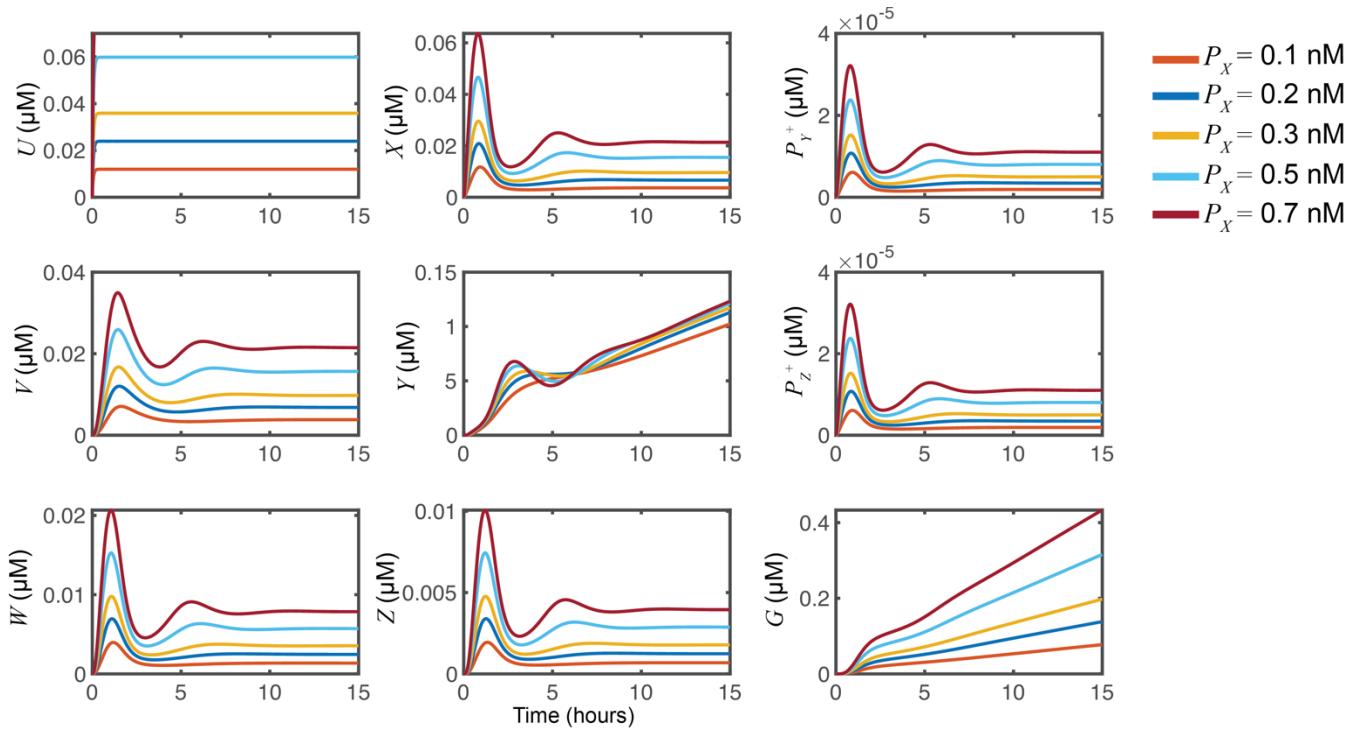 U (μM)
0.06
0.04
0.02
0
0 5 10 15
X (μM)
0.06
0.04
0.02
0
0 5 10 15
P_Y^+ (μM)
×10^-5
4
2
0
0 5 10 15
P_X = 0.1 nM
P_X = 0.2 nM
P_X = 0.3 nM
P_X = 0.5 nM
P_X = 0.7 nM
V (μM)
0.04
0.02
0
0 5 10 15
Y (μM)
0.15
1
5
0
0 5 10 15
P_Z^+ (μM)
×10^-5
4
2
0
0 5 10 15
W (μM)
0.02
0.01
0
0 5 10 15
Z (μM)
0.01
0.005
0
0 5 10 15
G (μM)
0.4
0.2
0
0 5 10 15
Time (hours)